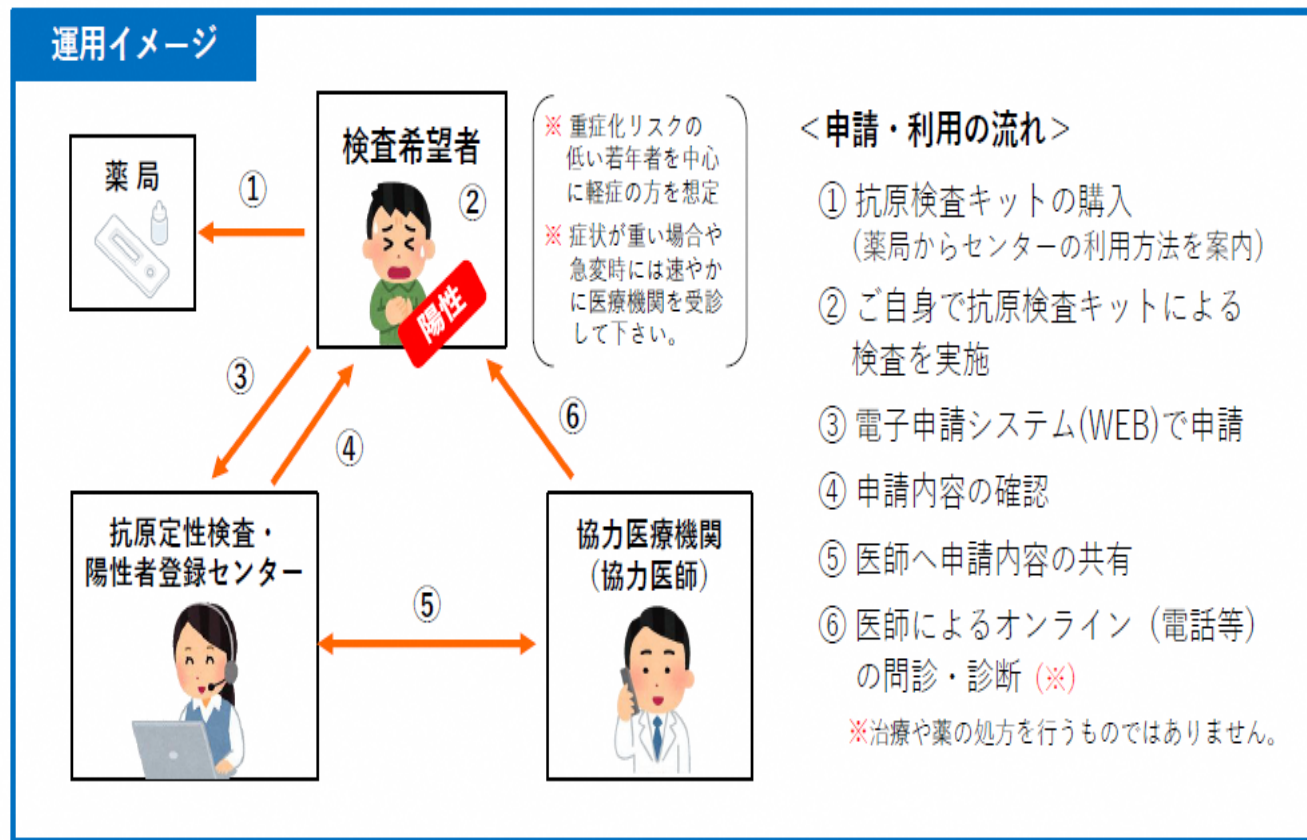 運用イメージ
薬局
①
検査希望者
②
陽性
※ 重症化リスクの
低い若年者を中心
に軽症の方を想定
※ 症状が重い場合や
急変時には速やか
に医療機関を受診
して下さい。
③
④
⑥
抗原定性検査・
陽性者登録センター
⑤
協力医療機関
(協力医師)
＜申請・利用の流れ＞
① 抗原検査キットの購入
(薬局からセンターの利用方法を案内)
② ご自身で抗原検査キットによる
検査を実施
③ 電子申請システム(WEB)で申請
④ 申請内容の確認
⑤ 医師へ申請内容の共有
⑥ 医師によるオンライン（電話等）
の問診・診断 (※)
※治療や薬の処方を行うものではありません。